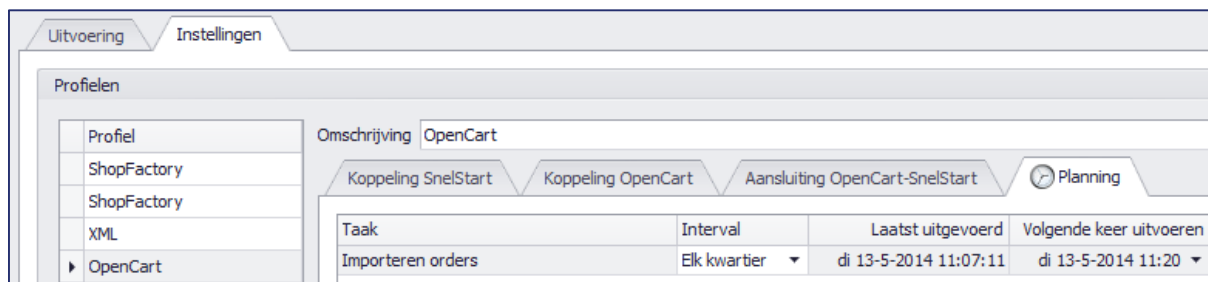 Uitvoering Instellingen
Profielen
Profiel Omschrijving OpenCart
ShopFactory Koppeling SnelStart Koppeling OpenCart Aansluiting OpenCart-SnelStart Planning
ShopFactory
XML Taak Interval Laatst uitgevoerd Volgende keer uitvoeren
OpenCart Importeren orders Elk kwartier di 13-5-2014 11:07:11 di 13-5-2014 11:20